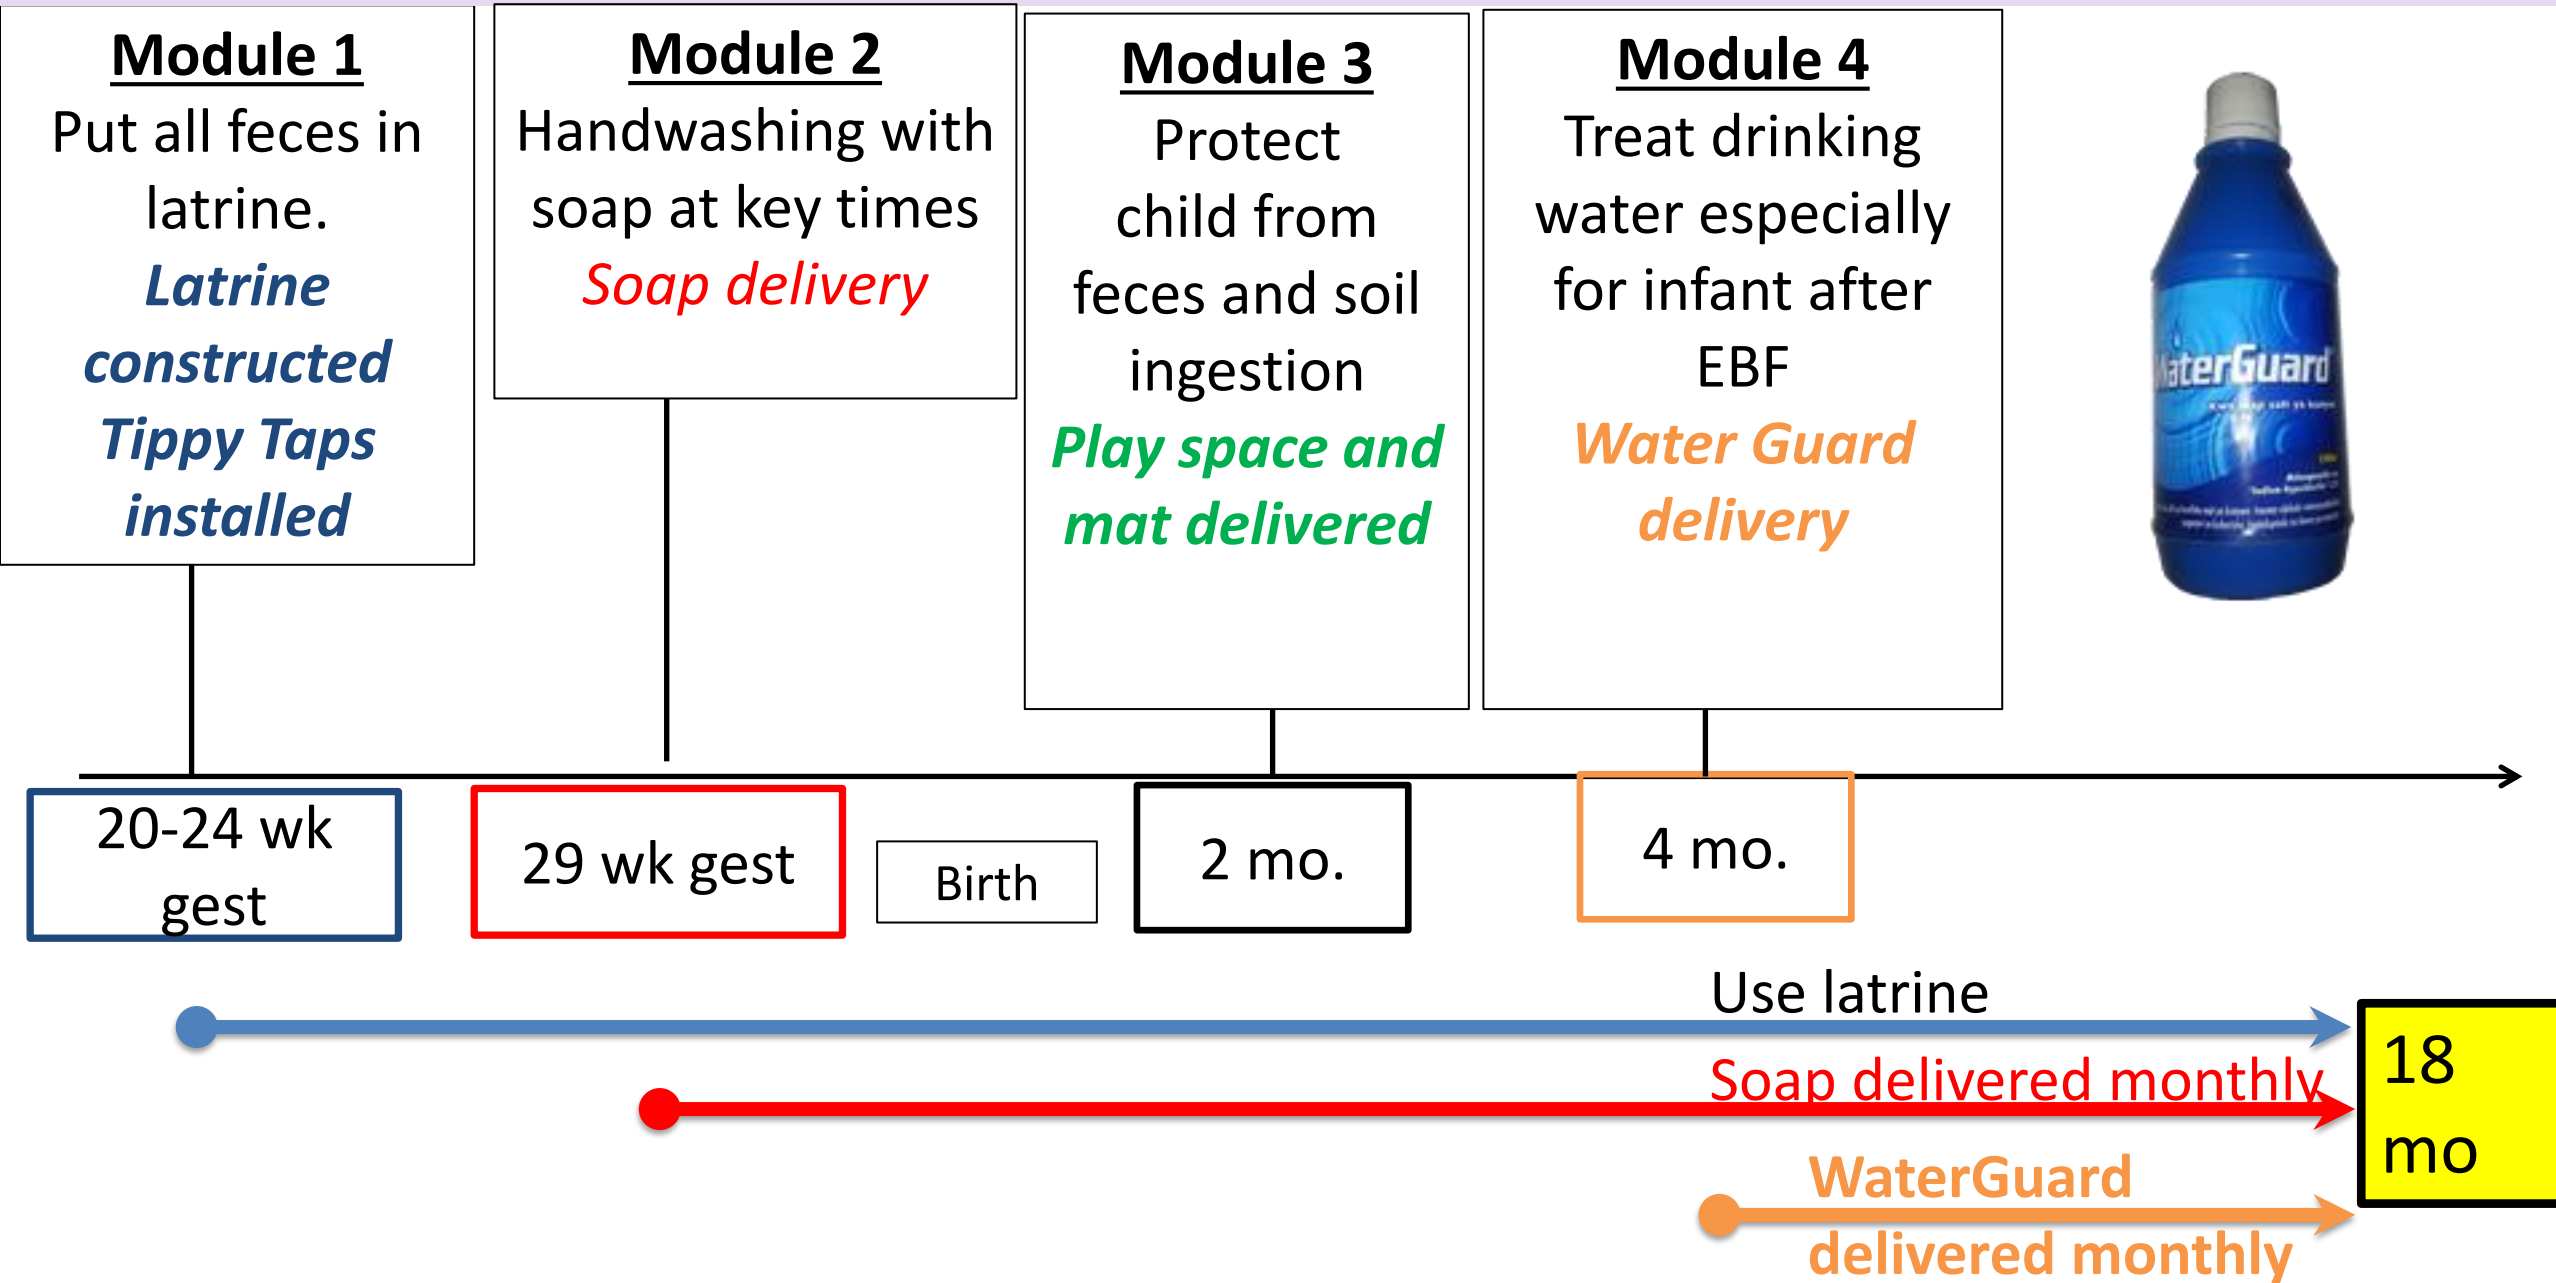 Module 1
Put all feces in
latrine.
Latrine
constructed
Tippy Taps
installed
Module 2
Handwashing with
soap at key times
Soap delivery
Module 3
Protect
child from
feces and soil
ingestion
Play space and
mat delivered
Module 4
Treat drinking
water especially
for infant after
EBF
Water Guard
delivery
WaterGuard
20-24 wk
gest
29 wk gest
Birth
2 mo.
4 mo.
Use latrine
Soap delivered monthly
WaterGuard
delivered monthly
18
mo